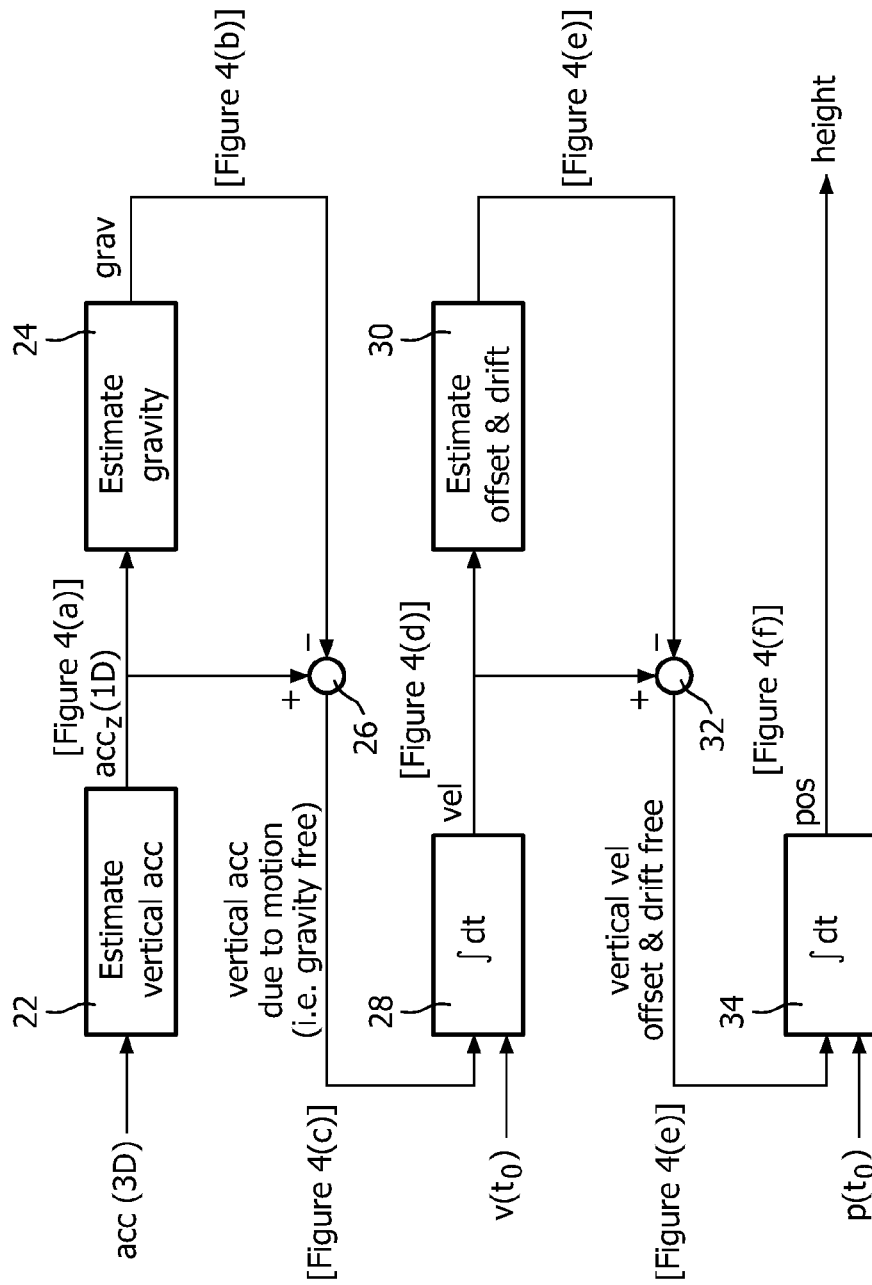 acc (3D)
22
Estimate
vertical acc
[Figure 4(a)]
acc_z(1D)
24
Estimate
gravity
grav
[Figure 4(b)]
+
−
26
vertical acc
due to motion
(i.e. gravity free)
[Figure 4(c)]
v(t₀)
28
∫ dt
vel
[Figure 4(d)]
30
Estimate
offset & drift
[Figure 4(e)]
+
−
32
vertical vel
offset & drift free
[Figure 4(e)]
p(t₀)
34
∫ dt
pos
[Figure 4(f)]
height